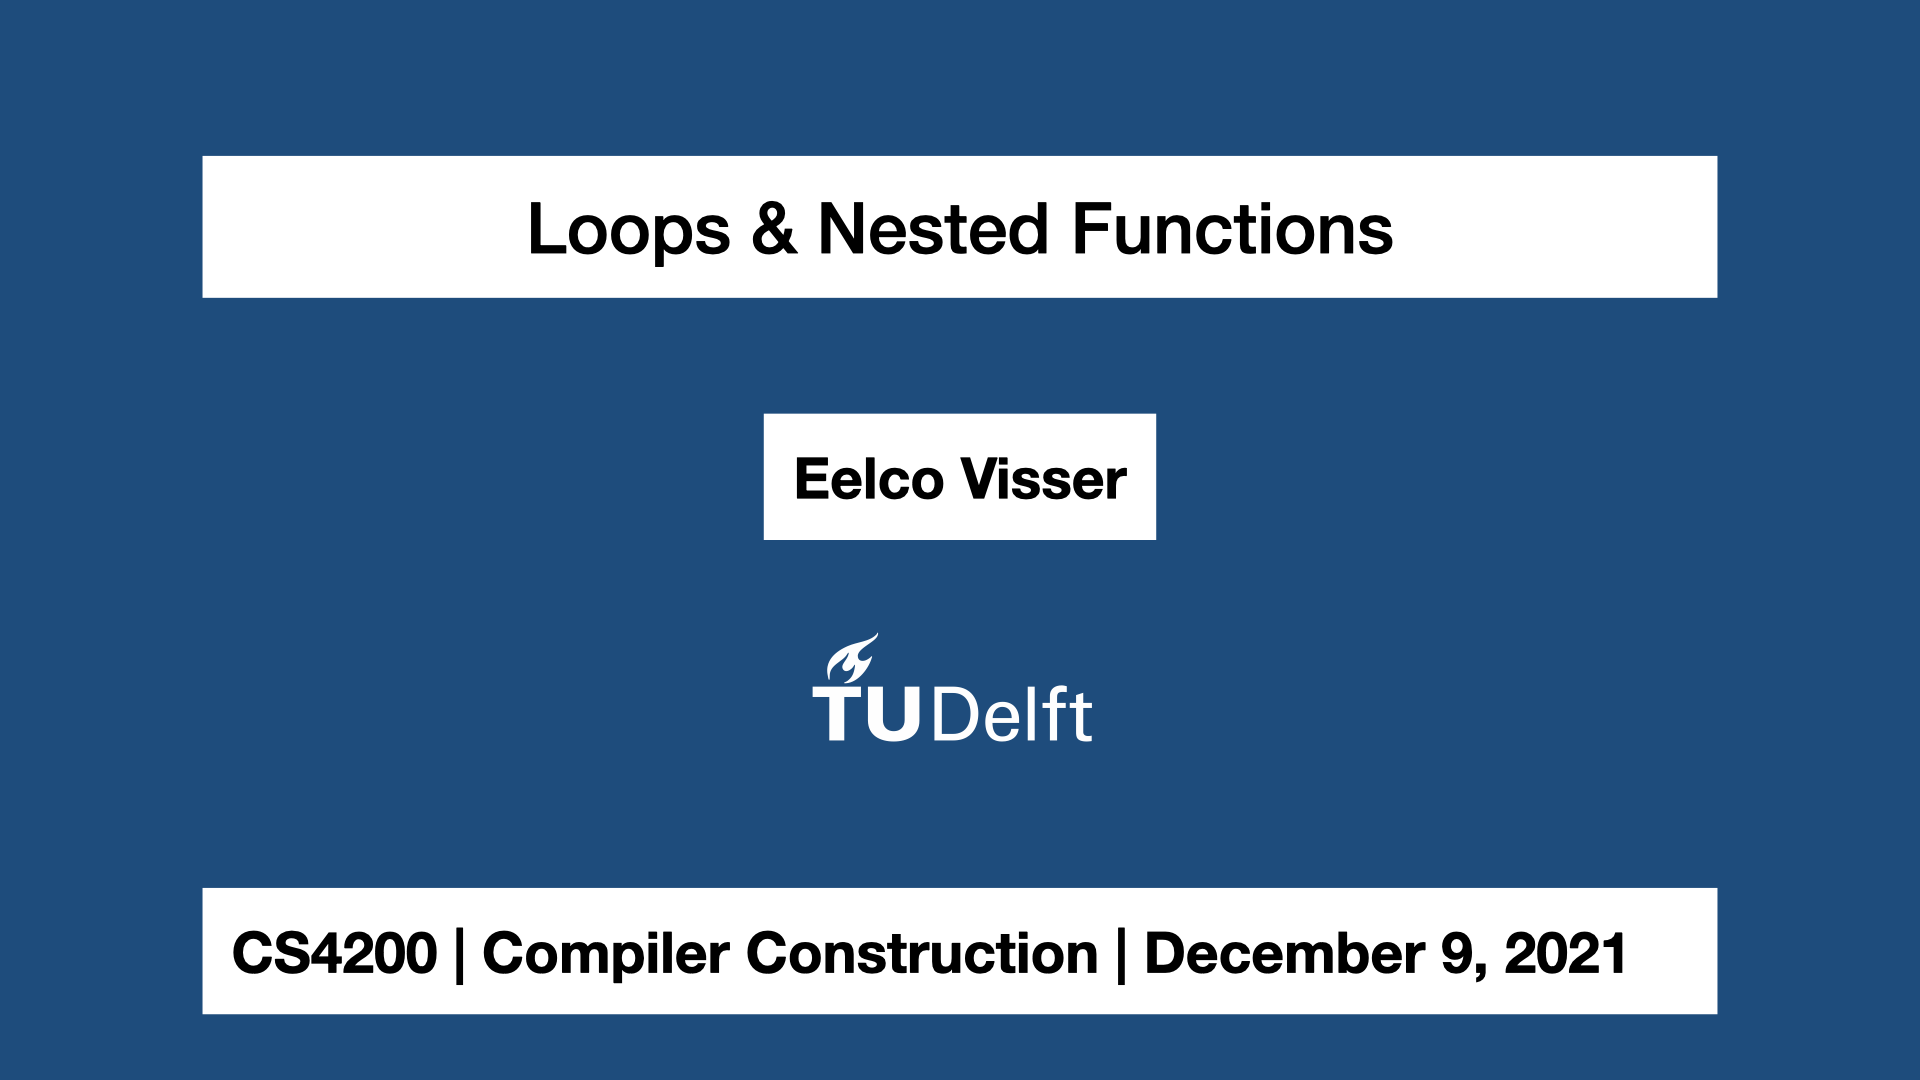 Loops & Nested Functions
Eelco Visser
TUDelft
CS4200 | Compiler Construction | December 9, 2021